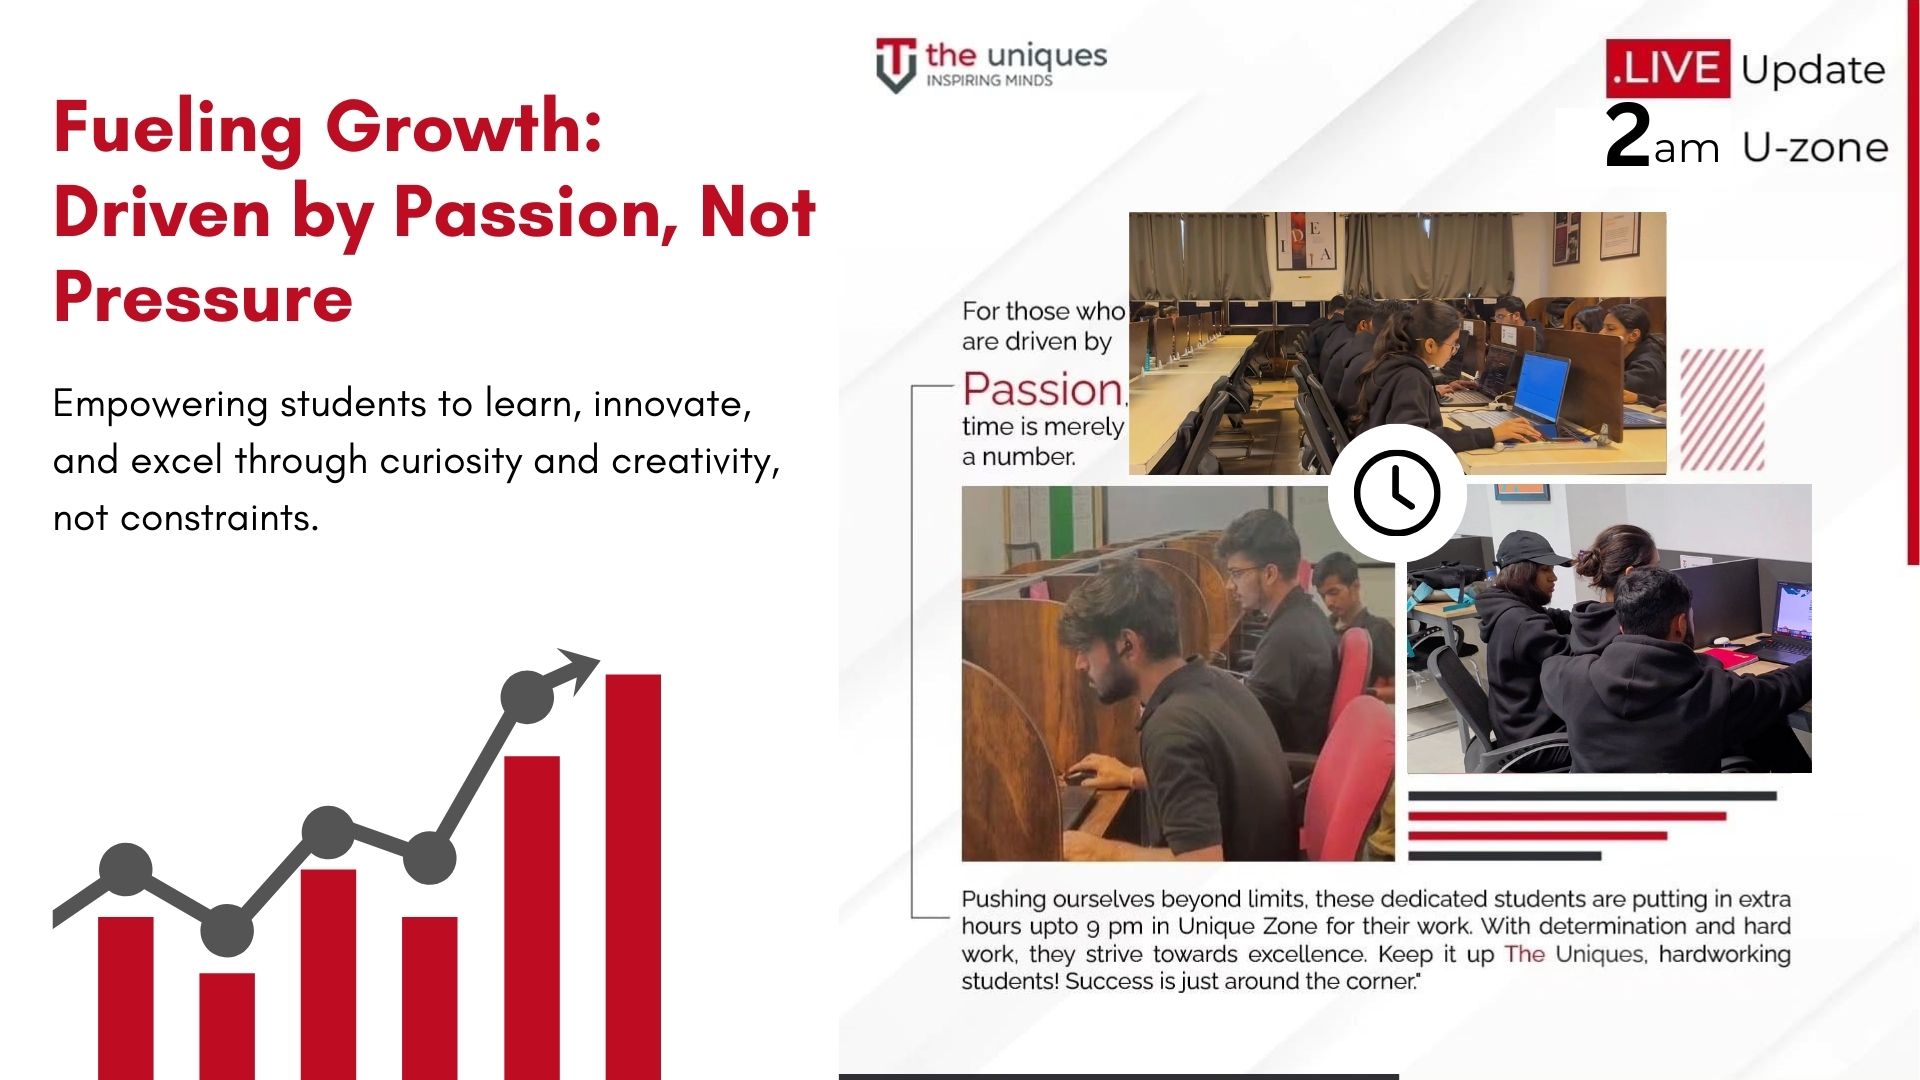 Fueling Growth:
Driven by Passion, Not
Pressure
Empowering students to learn, innovate,
and excel through curiosity and creativity,
not constraints.
the uniques
INSPIRING MINDS
.LIVE Update
2am U-zone
I D E A
For those who
are driven by
Passion,
time is merely
a number.
Pushing ourselves beyond limits, these dedicated students are putting in extra
hours upto 9 pm in Unique Zone for their work. With determination and hard
work, they strive towards excellence. Keep it up The Uniques, hardworking
students! Success is just around the corner."